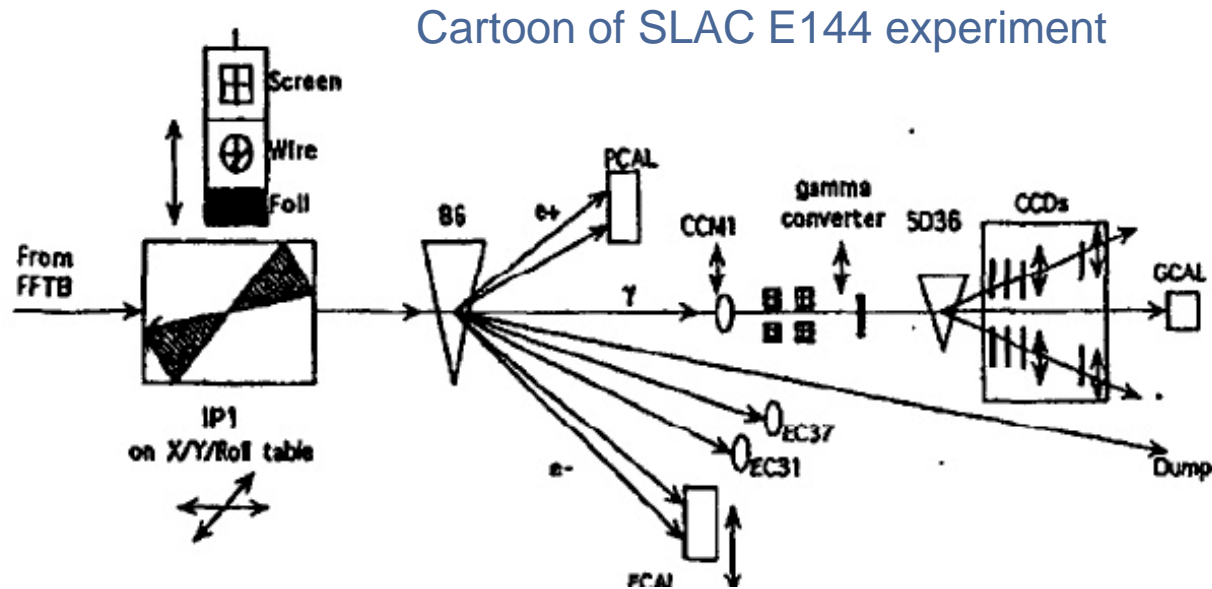 Cartoon of SLAC E144 experiment
Screen
Wire
Foil
From
FFTB
IP1
on X/Y/Roll table
B6
e+
PCAL
γ
CCM1
gamma
converter
5D36
CCDs
GCAL
EC37
EC31
e-
Dump
ECAL